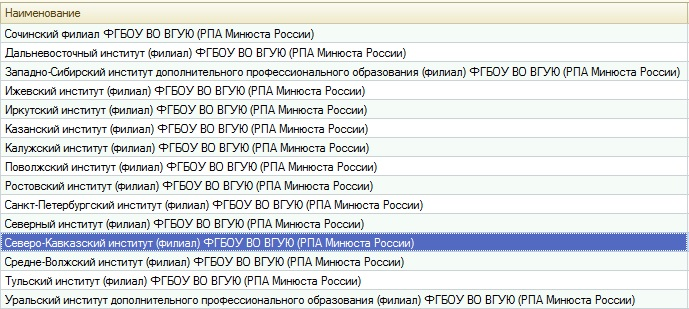 Наименование
Сочинский филиал ФГБОУ ВО ВГУЮ (РПА Минюста России)
Дальневосточный институт (филиал) ФГБОУ ВО ВГУЮ (РПА Минюста России)
Западно-Сибирский институт дополнительного профессионального образования (филиал) ФГБОУ ВО ВГУЮ (РПА Минюста России)
Ижевский институт (филиал) ФГБОУ ВО ВГУЮ (РПА Минюста России)
Иркутский институт (филиал) ФГБОУ ВО ВГУЮ (РПА Минюста России)
Казанский институт (филиал) ФГБОУ ВО ВГУЮ (РПА Минюста России)
Калужский институт (филиал) ФГБОУ ВО ВГУЮ (РПА Минюста России)
Поволжский институт (филиал) ФГБОУ ВО ВГУЮ (РПА Минюста России)
Ростовский институт (филиал) ФГБОУ ВО ВГУЮ (РПА Минюста России)
Санкт-Петербургский институт (филиал) ФГБОУ ВО ВГУЮ (РПА Минюста России)
Северный институт (филиал) ФГБОУ ВО ВГУЮ (РПА Минюста России)
Северо-Кавказский институт (филиал) ФГБОУ ВО ВГУЮ (РПА Минюста России)
Средне-Волжский институт (филиал) ФГБОУ ВО ВГУЮ (РПА Минюста России)
Тульский институт (филиал) ФГБОУ ВО ВГУЮ (РПА Минюста России)
Уральский институт дополнительного профессионального образования (филиал) ФГБОУ ВО ВГУЮ (РПА Минюста России)